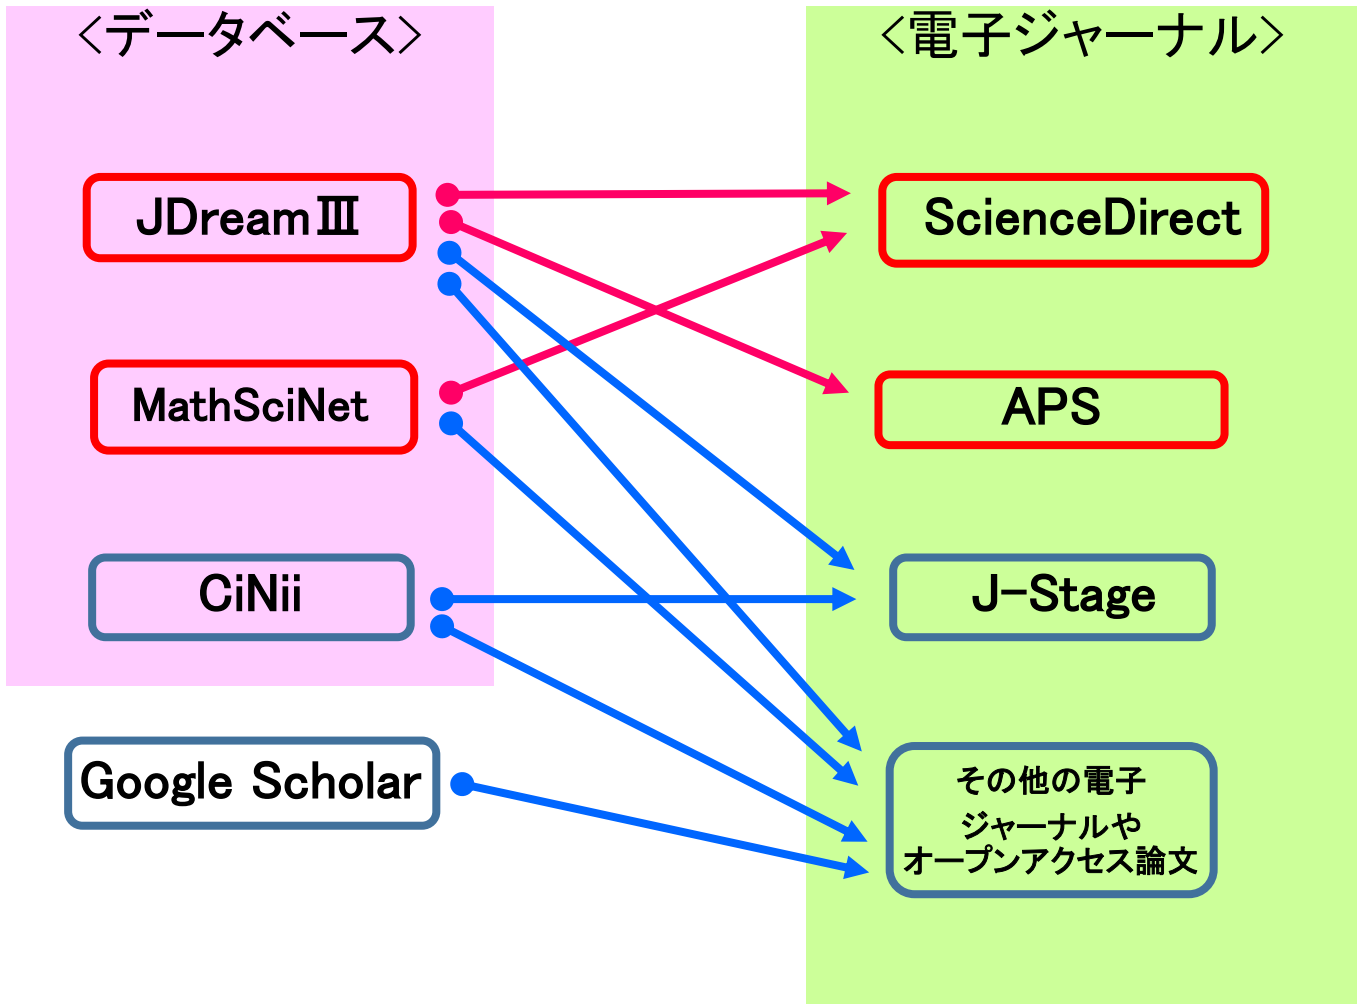 <データベース>
<電子ジャーナル>
JDreamⅢ
ScienceDirect
MathSciNet
APS
CiNii
J-Stage
Google Scholar
その他の電子
ジャーナルや
オープンアクセス論文